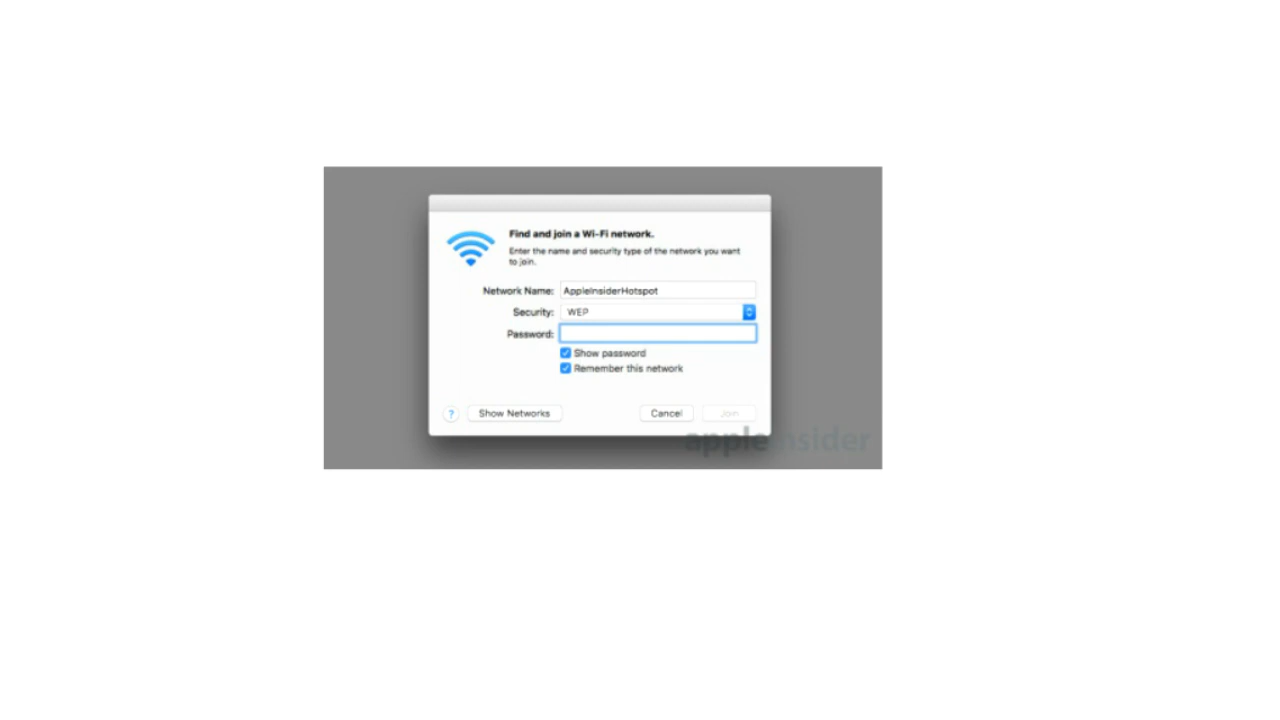 Find and join a Wi-Fi network.
Enter the name and security type of the network you want
to join.
Network Name: AppleInsiderHotspot
Security: WEP
Password:
Show password
Remember this network
? Show Networks Cancel Join
appleinsider